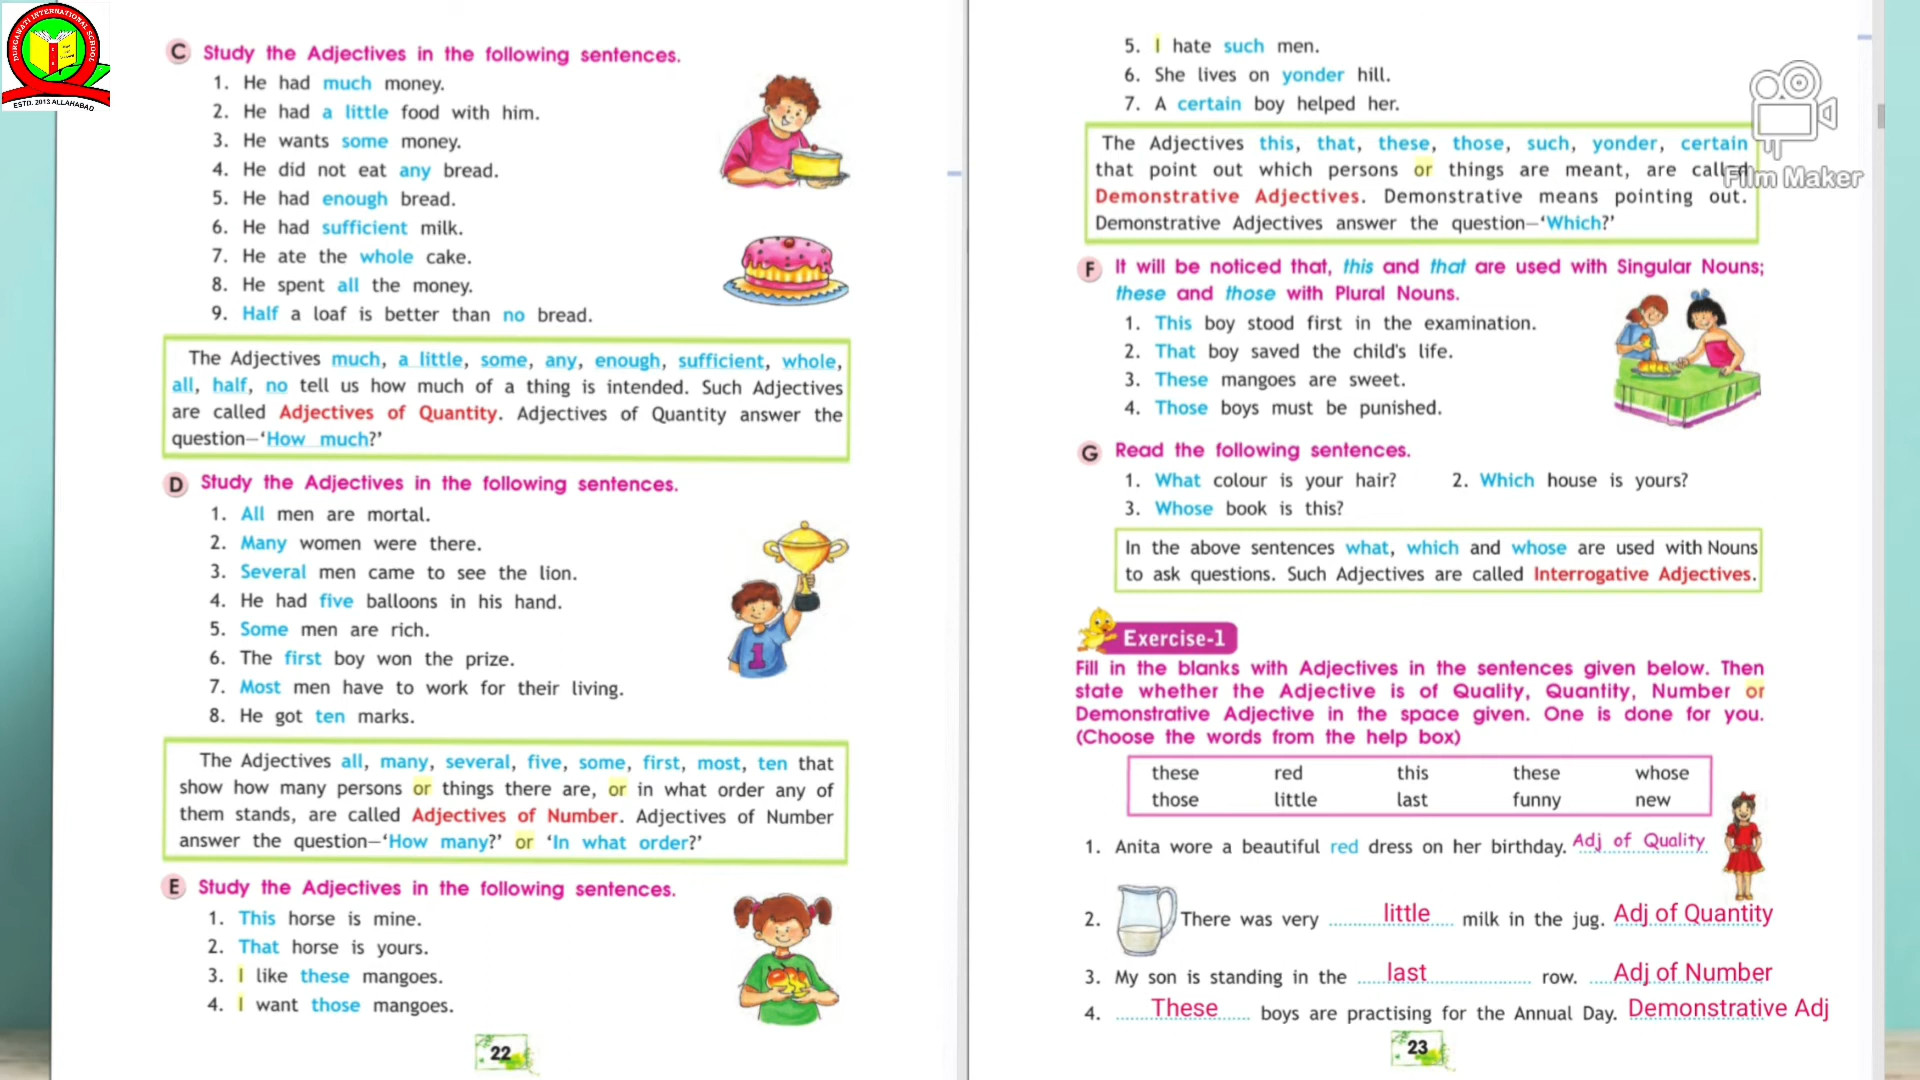 DURGAWATI INTERNATIONAL SCHOOL
ESTD. 2013 ALLAHABAD
C Study the Adjectives in the following sentences.
1. He had much money.
2. He had a little food with him.
3. He wants some money.
4. He did not eat any bread.
5. He had enough bread.
6. He had sufficient milk.
7. He ate the whole cake.
8. He spent all the money.
9. Half a loaf is better than no bread.
The Adjectives much, a little, some, any, enough, sufficient, whole,
all, half, no tell us how much of a thing is intended. Such Adjectives
are called Adjectives of Quantity. Adjectives of Quantity answer the
question—‘How much?’
D Study the Adjectives in the following sentences.
1. All men are mortal.
2. Many women were there.
3. Several men came to see the lion.
4. He had five balloons in his hand.
5. Some men are rich.
6. The first boy won the prize.
7. Most men have to work for their living.
8. He got ten marks.
1
The Adjectives all, many, several, five, some, first, most, ten that
show how many persons or things there are, or in what order any of
them stands, are called Adjectives of Number. Adjectives of Number
answer the question—‘How many?’ or ‘In what order?’
E Study the Adjectives in the following sentences.
1. This horse is mine.
2. That horse is yours.
3. I like these mangoes.
4. I want those mangoes.
22
5. I hate such men.
6. She lives on yonder hill.
7. A certain boy helped her.
Film Maker
The Adjectives this, that, these, those, such, yonder, certain
that point out which persons or things are meant, are called
Demonstrative Adjectives. Demonstrative means pointing out.
Demonstrative Adjectives answer the question—‘Which?’
F It will be noticed that, this and that are used with Singular Nouns;
these and those with Plural Nouns.
1. This boy stood first in the examination.
2. That boy saved the child's life.
3. These mangoes are sweet.
4. Those boys must be punished.
G Read the following sentences.
1. What colour is your hair? 2. Which house is yours?
3. Whose book is this?
In the above sentences what, which and whose are used with Nouns
to ask questions. Such Adjectives are called Interrogative Adjectives.
Exercise-1
Fill in the blanks with Adjectives in the sentences given below. Then
state whether the Adjective is of Quality, Quantity, Number or
Demonstrative Adjective in the space given. One is done for you.
(Choose the words from the help box)
these red this these whose
those little last funny new
1. Anita wore a beautiful red dress on her birthday. Adj of Quality
2. There was very little milk in the jug. Adj of Quantity
3. My son is standing in the last row. Adj of Number
4. These boys are practising for the Annual Day. Demonstrative Adj
23